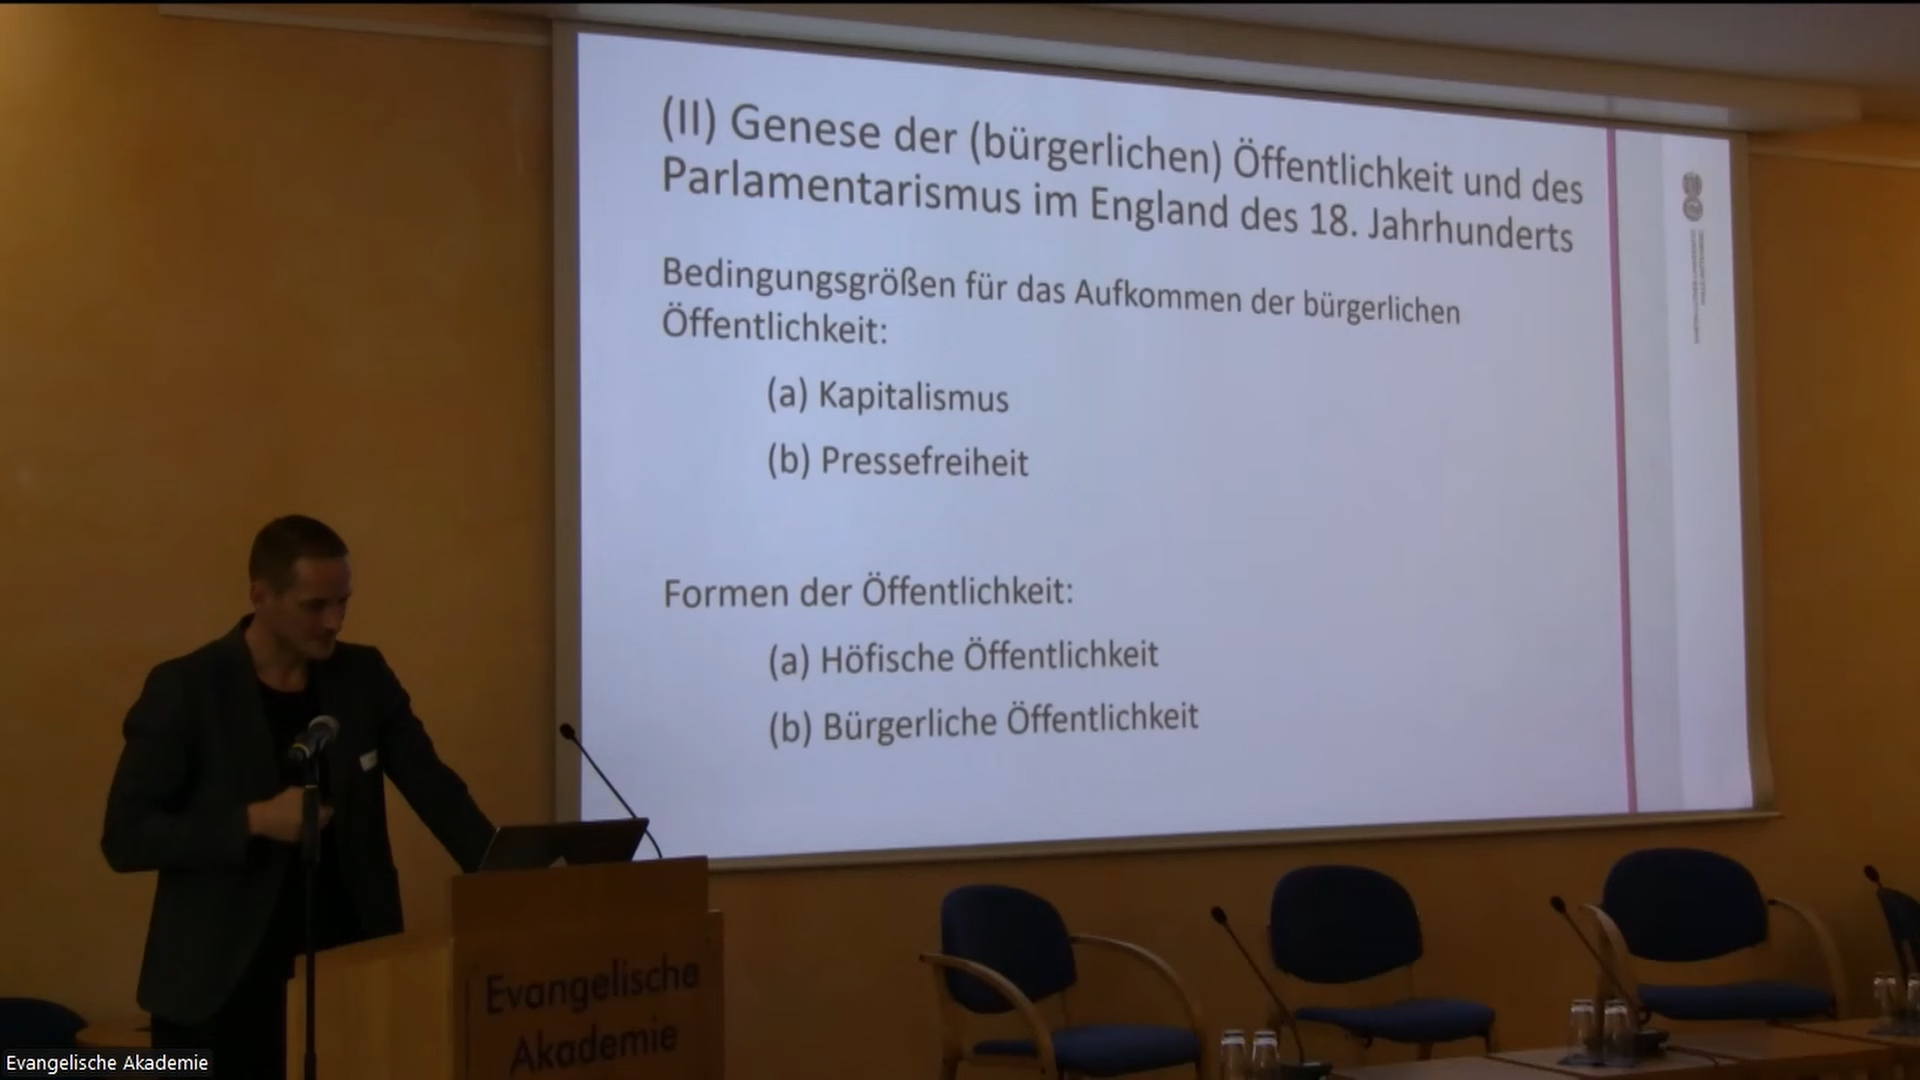 (II) Genese der (bürgerlichen) Öffentlichkeit und des
Parlamentarismus im England des 18. Jahrhunderts
Bedingungsgrößen für das Aufkommen der bürgerlichen
Öffentlichkeit:
(a) Kapitalismus
(b) Pressefreiheit
Formen der Öffentlichkeit:
(a) Höfische Öffentlichkeit
(b) Bürgerliche Öffentlichkeit
Evangelische
Akademie
Evangelische Akademie